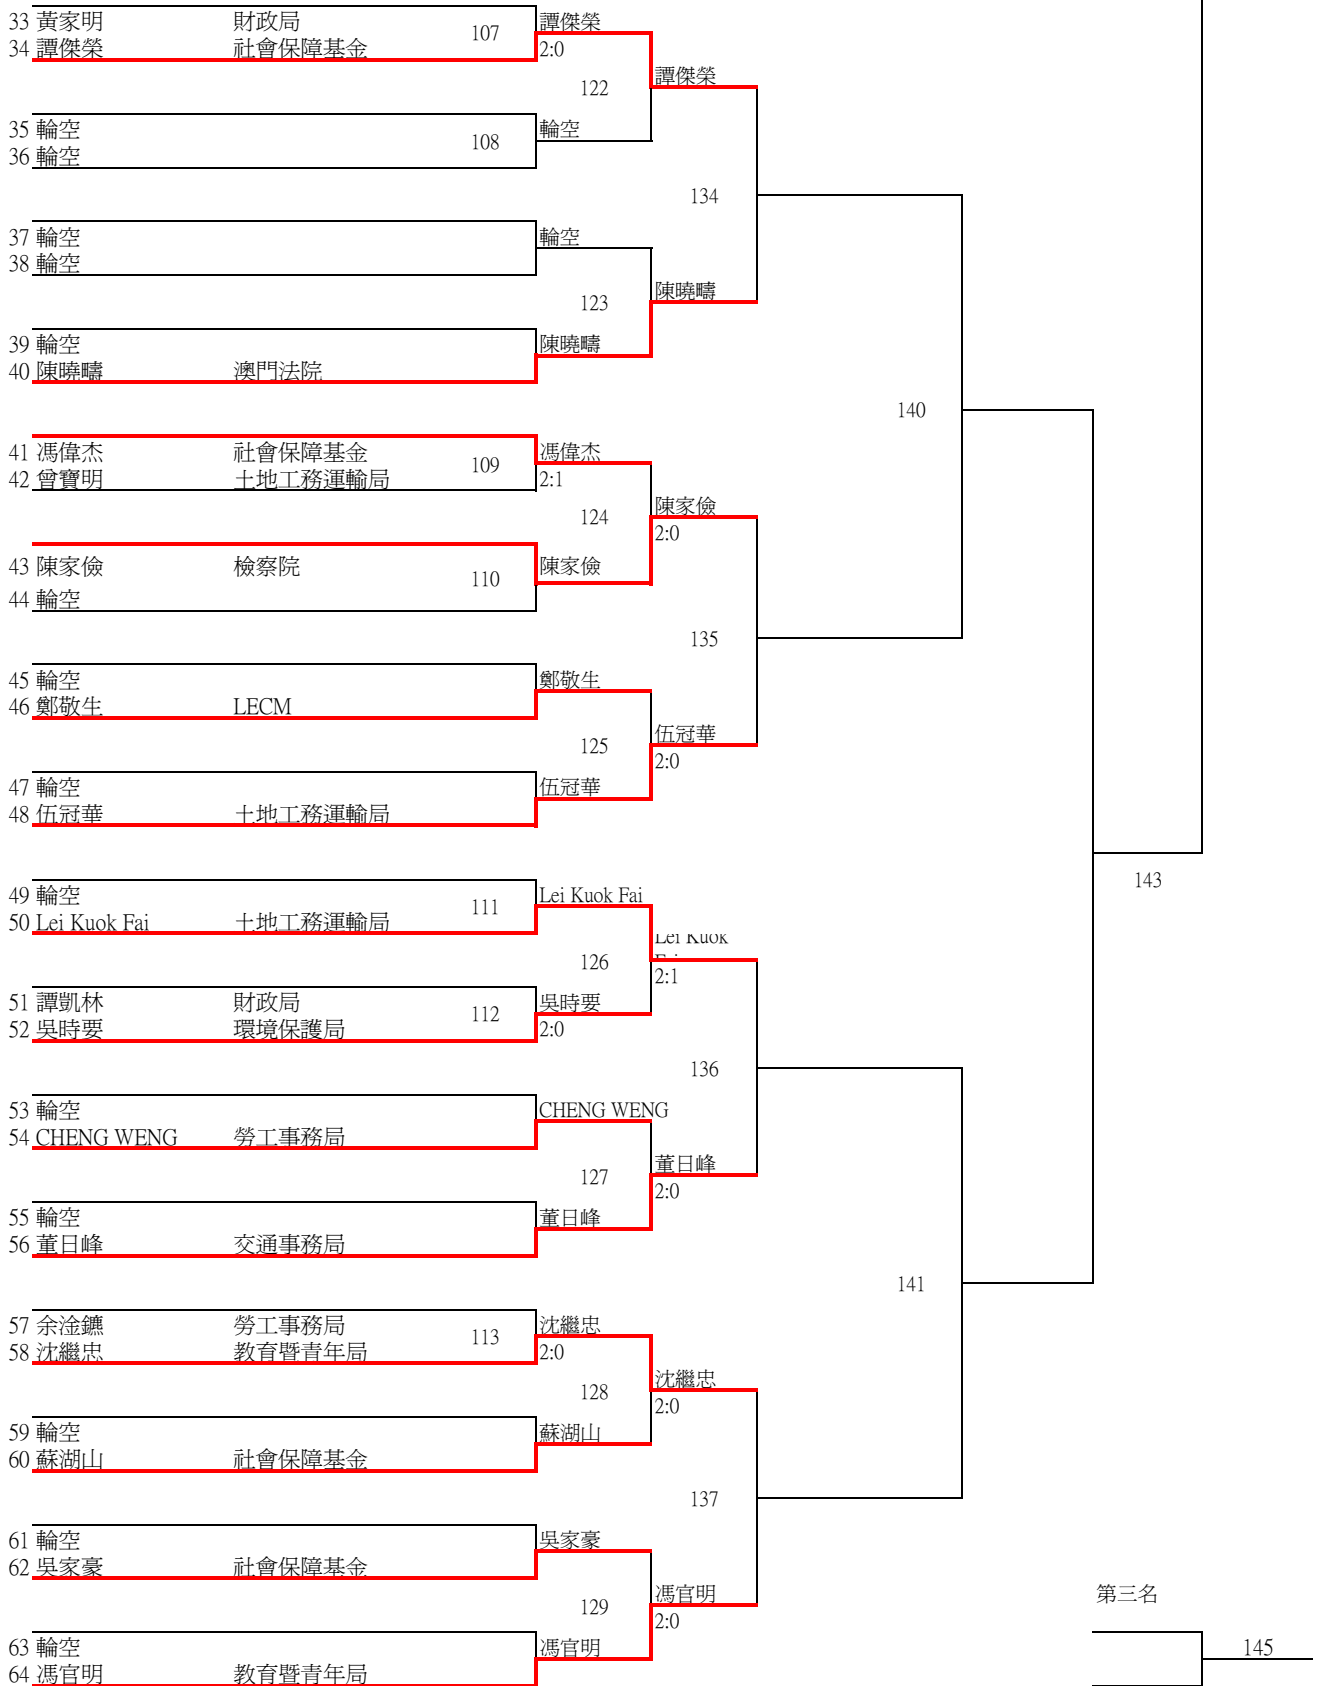 33 黃家明 財政局 107 譚傑榮
34 譚傑榮 社會保障基金 2:0
122 譚傑榮
35 輪空 108 輪空
36 輪空
134
37 輪空 輪空
38 輪空
123 陳曉疇
39 輪空 陳曉疇
40 陳曉疇 澳門法院
140
41 馮偉杰 社會保障基金 109 馮偉杰
42 曾寶明 土地工務運輸局 2:1
124 陳家儉
2:0
43 陳家儉 檢察院 110 陳家儉
44 輪空
135
45 輪空 鄭敬生
46 鄭敬生 LECM
125 伍冠華
2:0
47 輪空 伍冠華
48 伍冠華 土地工務運輸局
143
49 輪空 111 Lei Kuok Fai
50 Lei Kuok Fai 土地工務運輸局
126 Lei Kuok
Fai
2:1
51 譚凱林 財政局 112 吳時要
52 吳時要 環境保護局 2:0
136
53 輪空 CHENG WENG
54 CHENG WENG 勞工事務局
127 董日峰
2:0
55 輪空 董日峰
56 董日峰 交通事務局
141
57 余淦鑣 勞工事務局 113 沈繼忠
58 沈繼忠 教育暨青年局 2:0
128 沈繼忠
2:0
59 輪空 蘇湖山
60 蘇湖山 社會保障基金
137
61 輪空 吳家豪
62 吳家豪 社會保障基金
129 馮官明
2:0
第三名
63 輪空 馮官明 145
64 馮官明 教育暨青年局